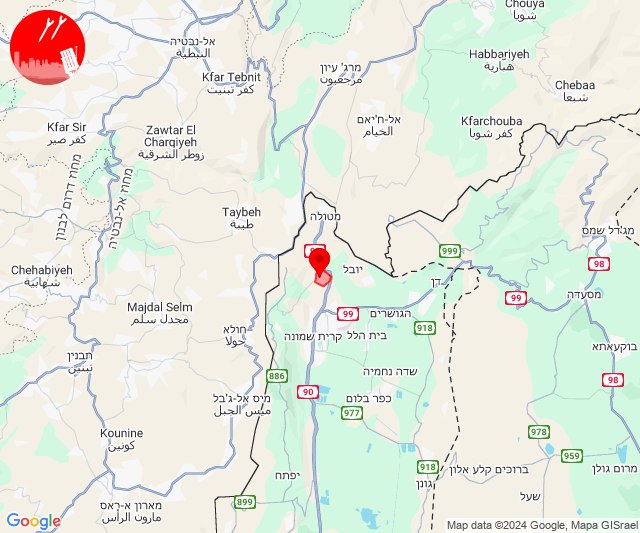 Chouya
שויא
אל-נבטיה
النبطية
מרג' עיון
مرجعيون
Habbariyeh
هبارية
Kfar Tebnit
כפר תבנית
Chebaa
شبعا
Kfar Sir
כפר صير
Zawtar El
Charqiyeh
زوطر الشرقية
אל-ח'יאם
الخيام
Kfarchouba
كفر شوبا
מחוז דרום לבנון
מחוז אל-נבטיה
Taybeh
طيبة
מטולה
מג'דל שמס
999
98
Chehabiyeh
شهابية
יובל
דן
99
מסעדה
Majdal Selm
مجدل سلم
99
הגושרים
918
חולא
حولا
קרית שמונה
בית הלל
בוקעאתא
תבנין
تبنين
886
שדה נחמיה
98
מיס אל-ג'בל
ميس الجبل
90
כפר בלום
977
Kounine
كونين
978
959
918
ברוכים קלע אלון
מרום גולן
יפתח
גונן
899
שעל
מארון א-ראס
مارون الرأس
Google
Map data ©2024 Google, Mapa GISrael